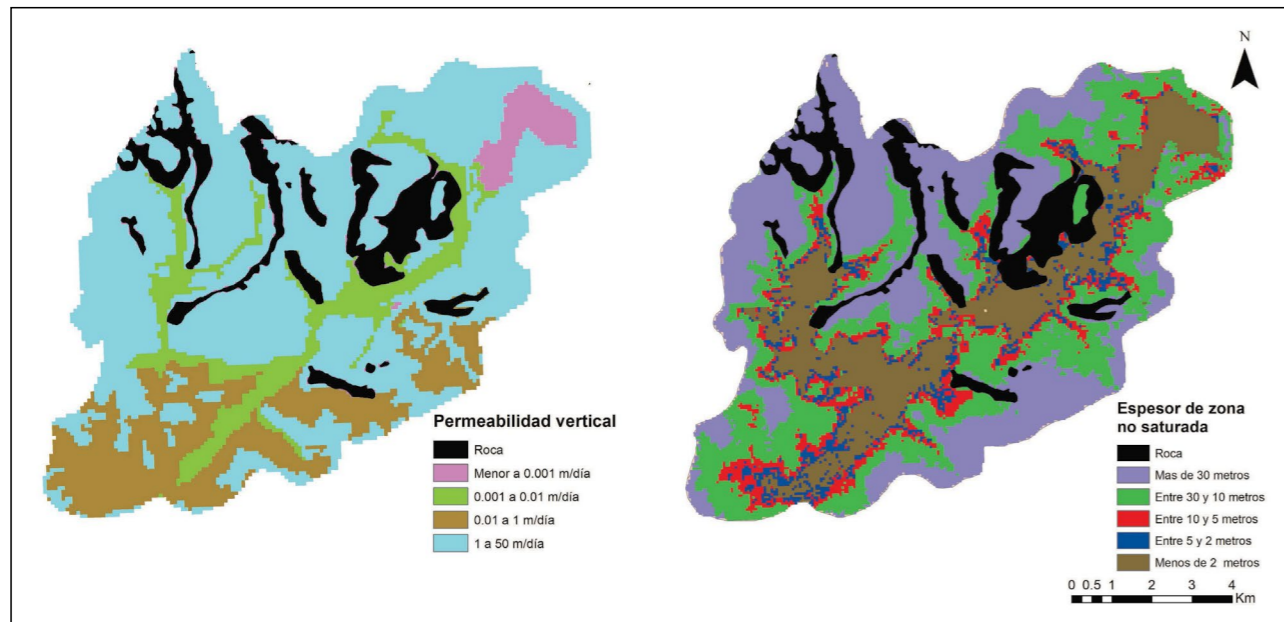 N
Permeabilidad vertical
Roca
Menor a 0.001 m/día
0.001 a 0.01 m/día
0.01 a 1 m/día
1 a 50 m/día
Espesor de zona
no saturada
Roca
Mas de 30 metros
Entre 30 y 10 metros
Entre 10 y 5 metros
Entre 5 y 2 metros
Menos de 2 metros
0 0.5 1 2 3 4
Km